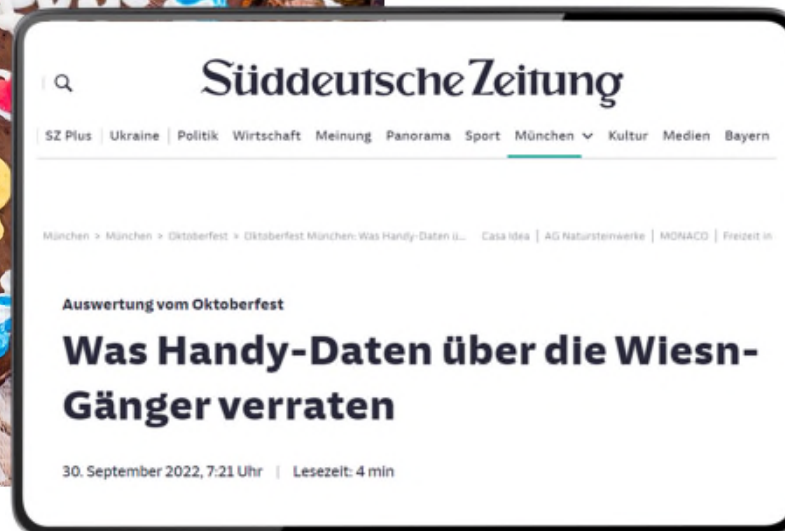 Süddeutsche Zeitung
SZ Plus | Ukraine | Politik Wirtschaft Meinung Panorama Sport München Kultur Medien Bayern
München > München > Oktoberfest > Oktoberfest München: Was Handy-Daten ü... Casa Idea | AG Natursteinwerke | MONACO | Freizeit in
Auswertung vom Oktoberfest
Was Handy-Daten über die Wiesn-
Gänger verraten
30. September 2022, 7:21 Uhr | Lesezeit: 4 min